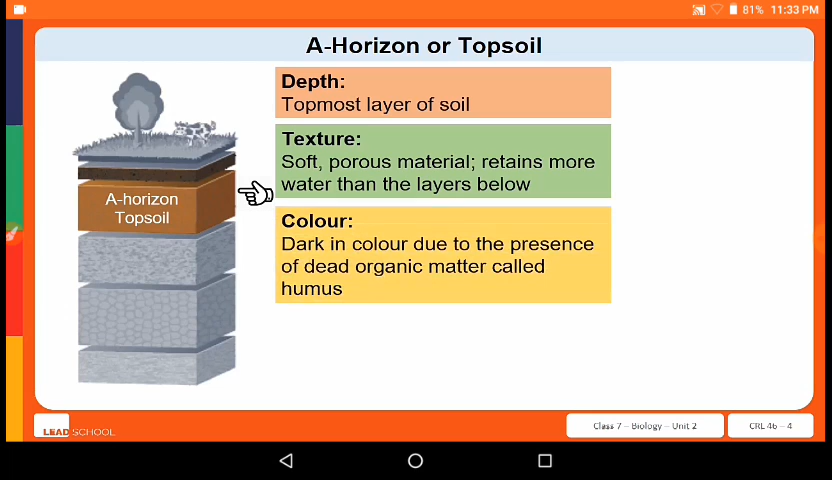 81% 11:33 PM
A-Horizon or Topsoil
Depth:
Topmost layer of soil
Texture:
Soft, porous material; retains more
water than the layers below
Colour:
Dark in colour due to the presence
of dead organic matter called
humus
A-horizon
Topsoil
LEAD SCHOOL
Class 7 – Biology – Unit 2
CRL 46 – 4